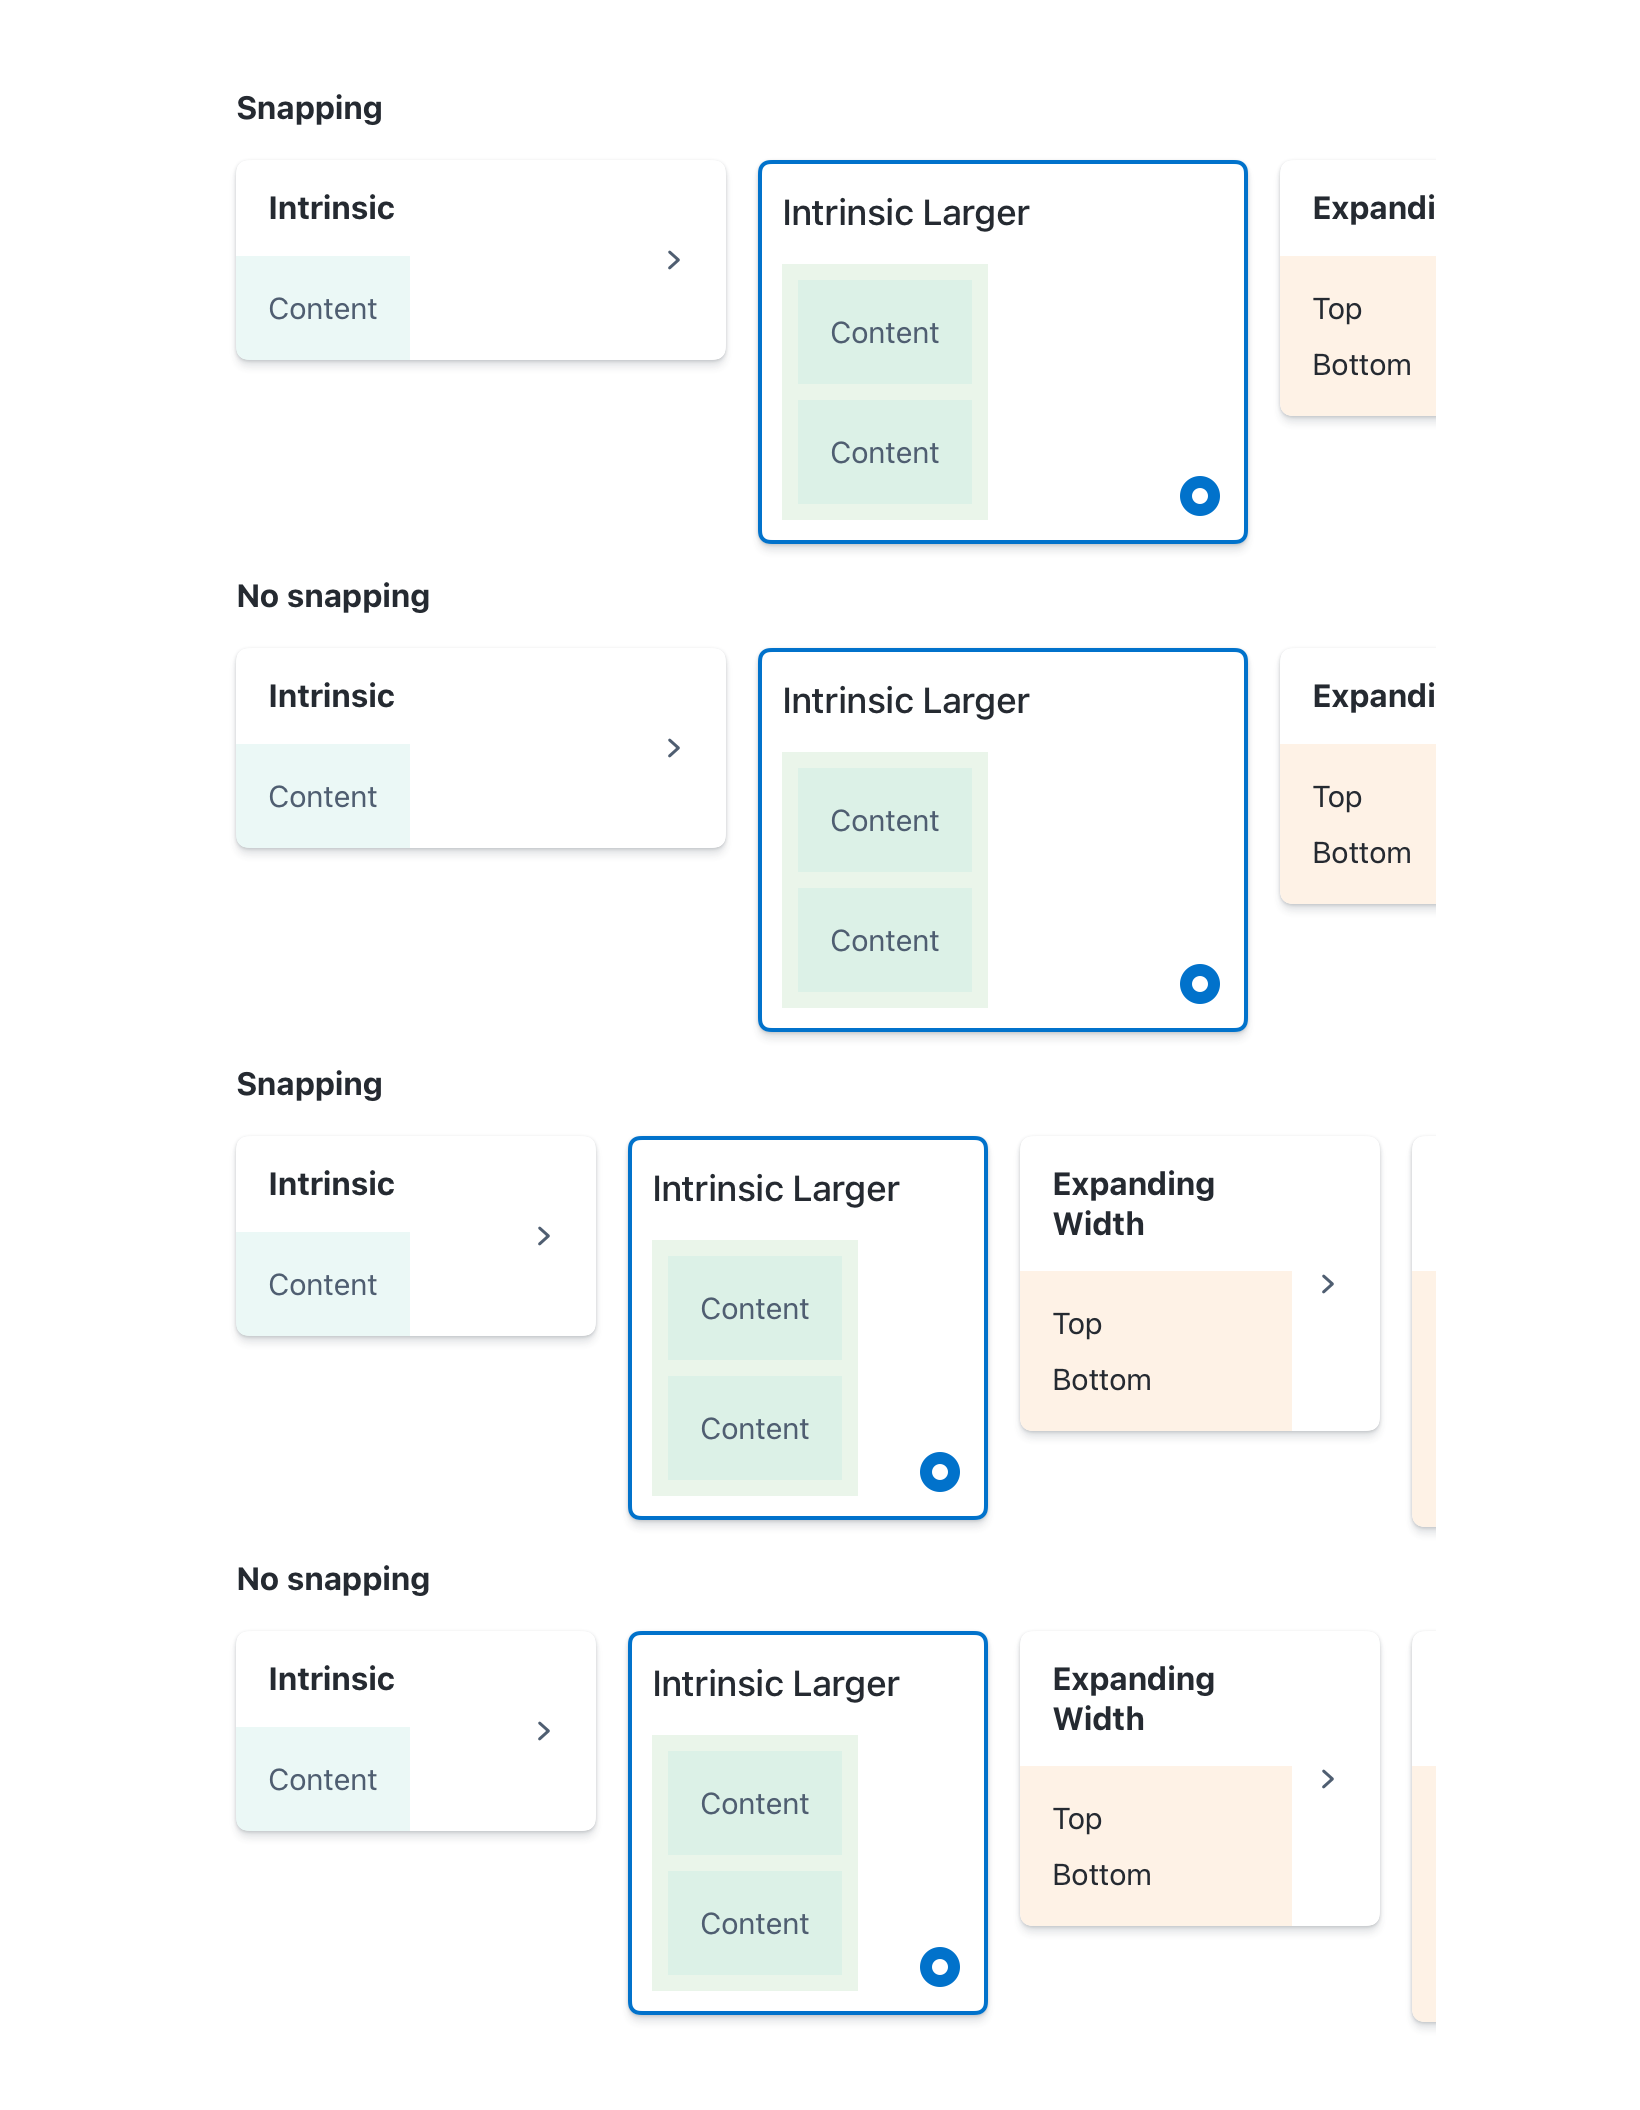 Snapping
Intrinsic
Content
Intrinsic Larger
Content
Content
Expandi
Top
Bottom
No snapping
Intrinsic
Content
Intrinsic Larger
Content
Content
Expandi
Top
Bottom
Snapping
Intrinsic
Content
Intrinsic Larger
Content
Content
Expanding
Width
Top
Bottom
No snapping
Intrinsic
Content
Intrinsic Larger
Content
Content
Expanding
Width
Top
Bottom